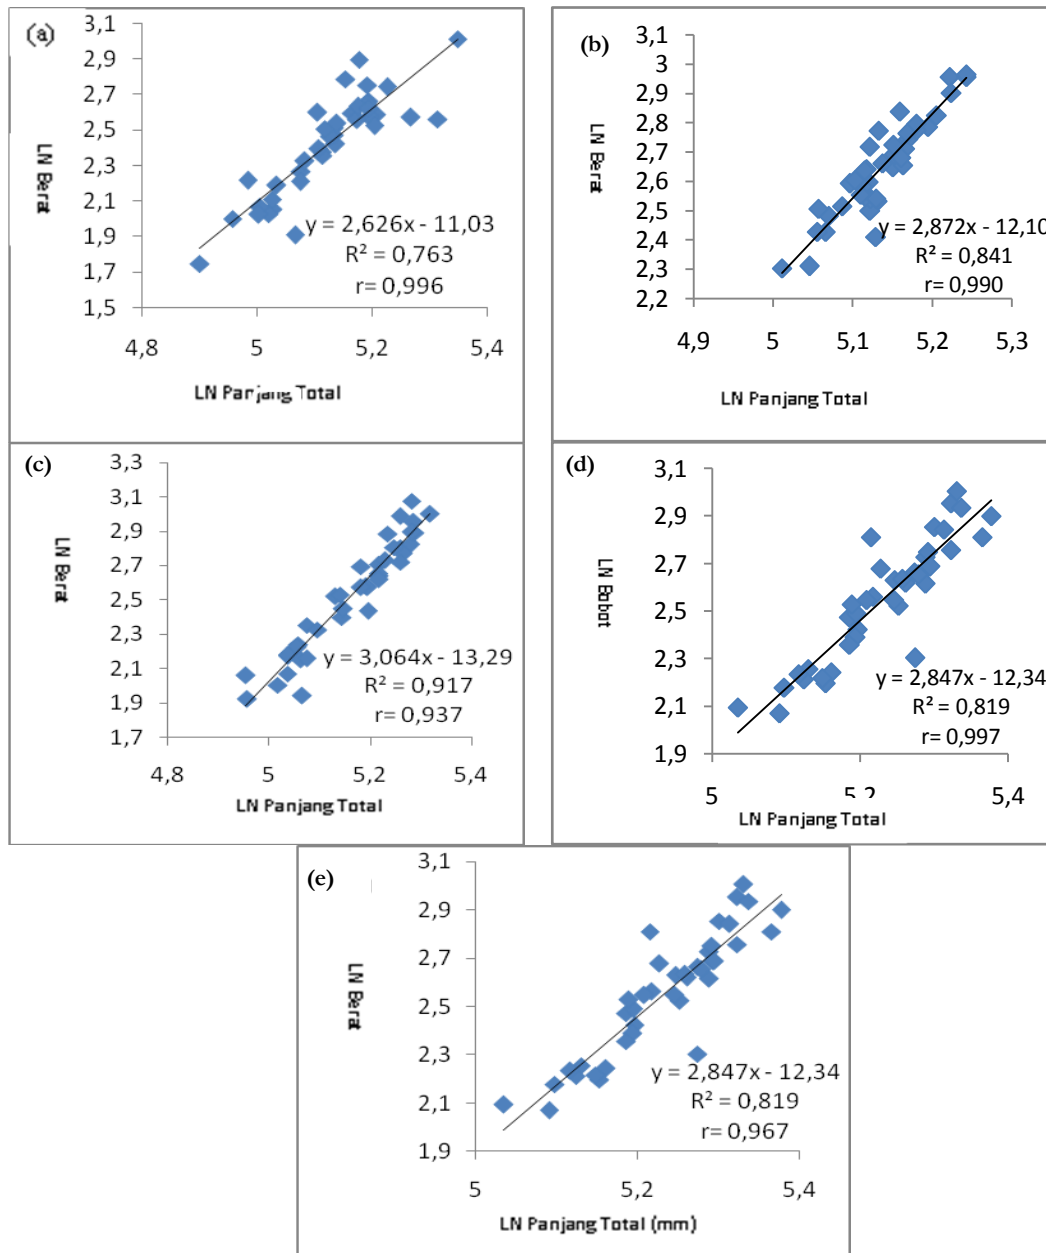 (a)
3,1
2,9
2,7
2,5
2,3
2,1
1,9
1,7
1,5
LN Berat
y = 2,626x - 11,03
R² = 0,763
r= 0,996
4,8 5 5,2 5,4
LN Panjang Total
(b)
3,1
3
2,9
2,8
2,7
2,6
2,5
2,4
2,3
2,2
LN Berat
y = 2,872x - 12,10
R² = 0,841
r= 0,990
4,9 5 5,1 5,2 5,3
LN Panjang Total
(c)
3,3
3,1
2,9
2,7
2,5
2,3
2,1
1,9
1,7
LN Berat
y = 3,064x - 13,29
R² = 0,917
r= 0,937
4,8 5 5,2 5,4
LN Panjang Total
(d)
3,1
2,9
2,7
2,5
2,3
2,1
1,9
LN Bobot
y = 2,847x - 12,34
R² = 0,819
r= 0,997
5 5,2 5,4
LN Panjang Total
(e)
3,1
2,9
2,7
2,5
2,3
2,1
1,9
LN Berat
y = 2,847x - 12,34
R² = 0,819
r= 0,967
5 5,2 5,4
LN Panjang Total (mm)